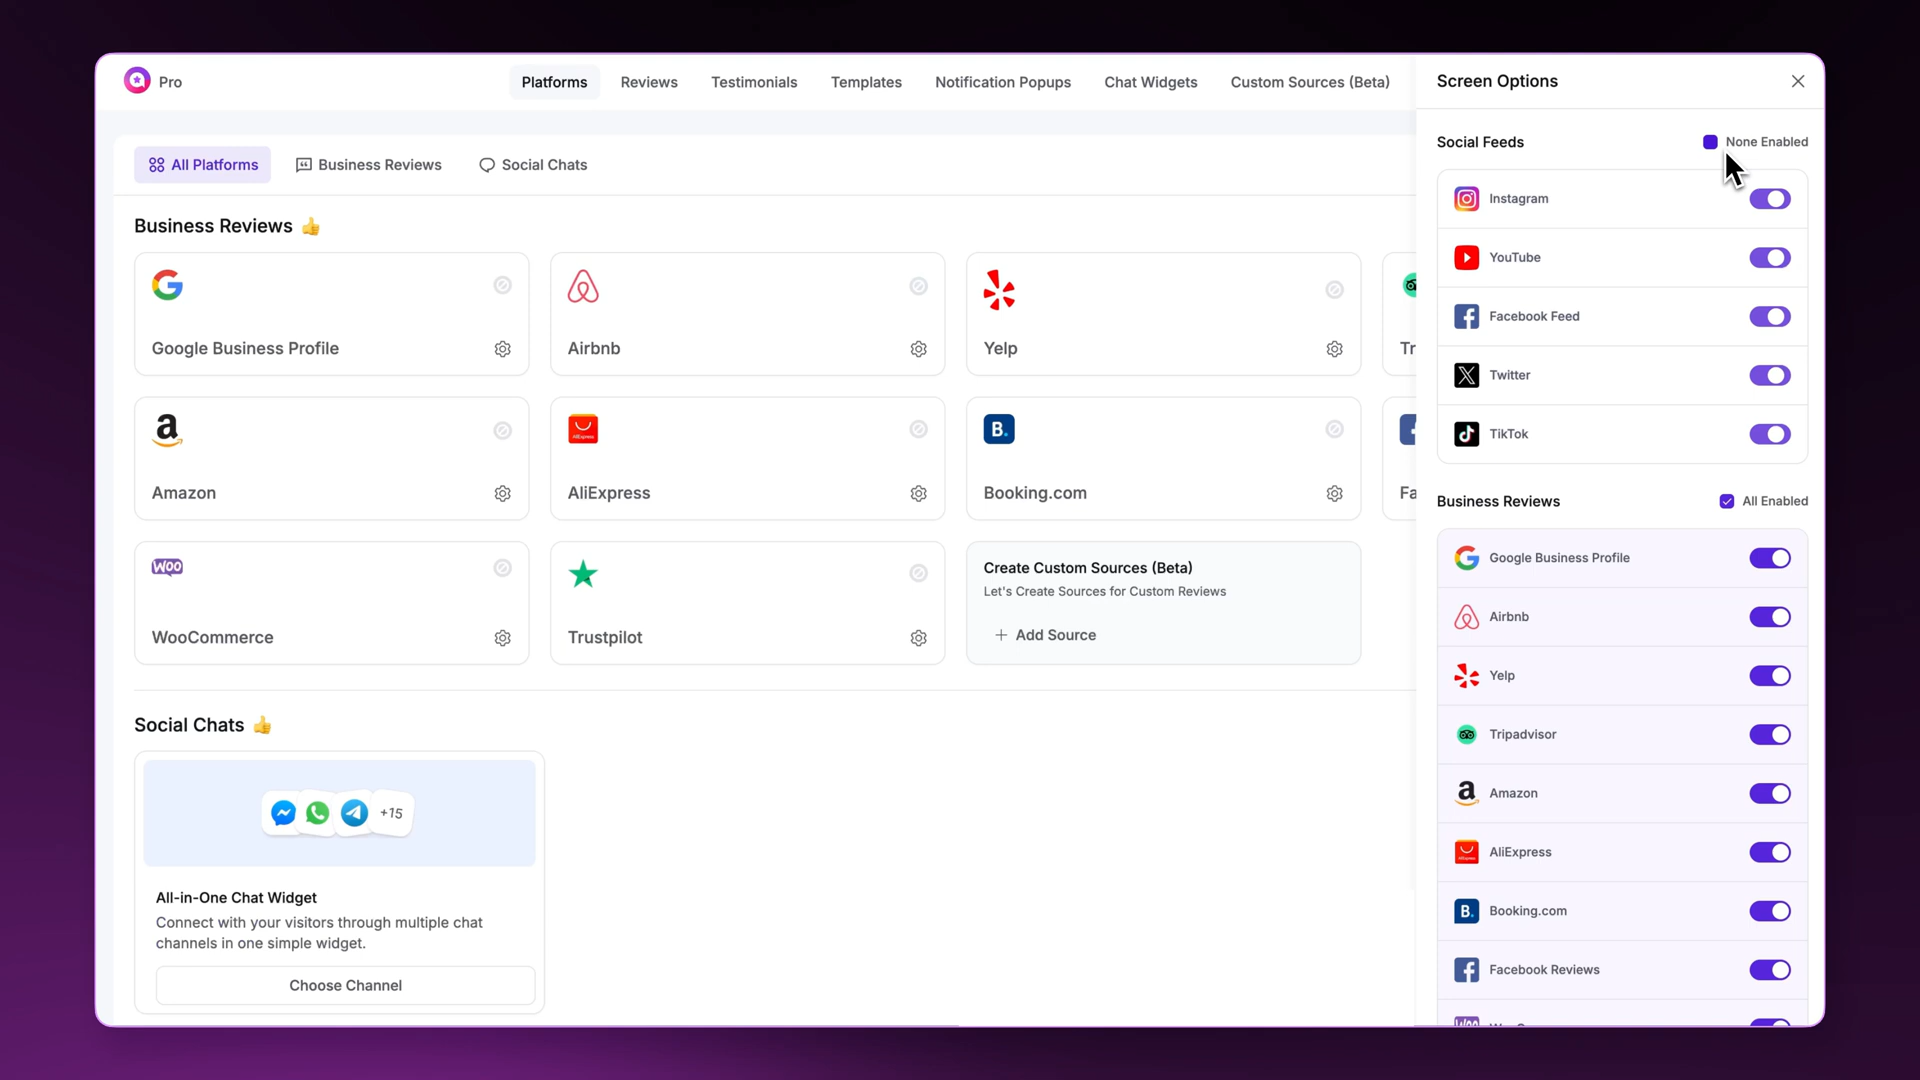 Pro
Platforms
Reviews
Testimonials
Templates
Notification Popups
Chat Widgets
Custom Sources (Beta)
All Platforms
Business Reviews
Social Chats
Business Reviews 👍
Google Business Profile
Airbnb
Yelp
Tr
a
AliExpress
B.
Amazon
AliExpress
Booking.com
Fa
WOO
WooCommerce
Trustpilot
Create Custom Sources (Beta)
Let's Create Sources for Custom Reviews
+ Add Source
Social Chats 👍
+15
All-in-One Chat Widget
Connect with your visitors through multiple chat
channels in one simple widget.
Choose Channel
Screen Options
Social Feeds
None Enabled
Instagram
YouTube
Facebook Feed
Twitter
TikTok
Business Reviews
All Enabled
Google Business Profile
Airbnb
Yelp
Tripadvisor
Amazon
AliExpress
Booking.com
Facebook Reviews